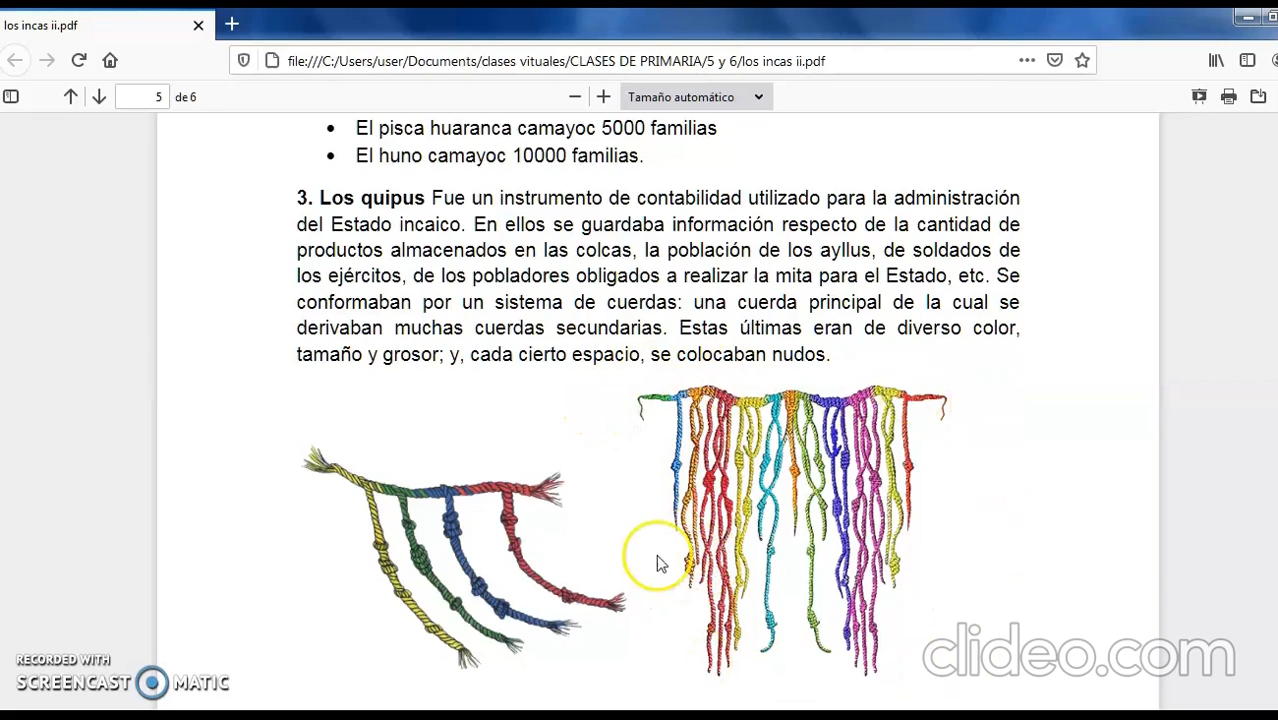 los incas ii.pdf
file:///C:/Users/user/Documents/clases vituales/CLASES DE PRIMARIA/5 y 6/los incas ii.pdf
5 de 6
Tamaño automático
• El pisca huaranca camayoc 5000 familias
• El huno camayoc 10000 familias.
3. Los quipus Fue un instrumento de contabilidad utilizado para la administración
del Estado incaico. En ellos se guardaba información respecto de la cantidad de
productos almacenados en las colcas, la población de los ayllus, de soldados de
los ejércitos, de los pobladores obligados a realizar la mita para el Estado, etc. Se
conformaban por un sistema de cuerdas: una cuerda principal de la cual se
derivaban muchas cuerdas secundarias. Estas últimas eran de diverso color,
tamaño y grosor; y, cada cierto espacio, se colocaban nudos.
clideo.com
RECORDED WITH
SCREENCAST MATIC